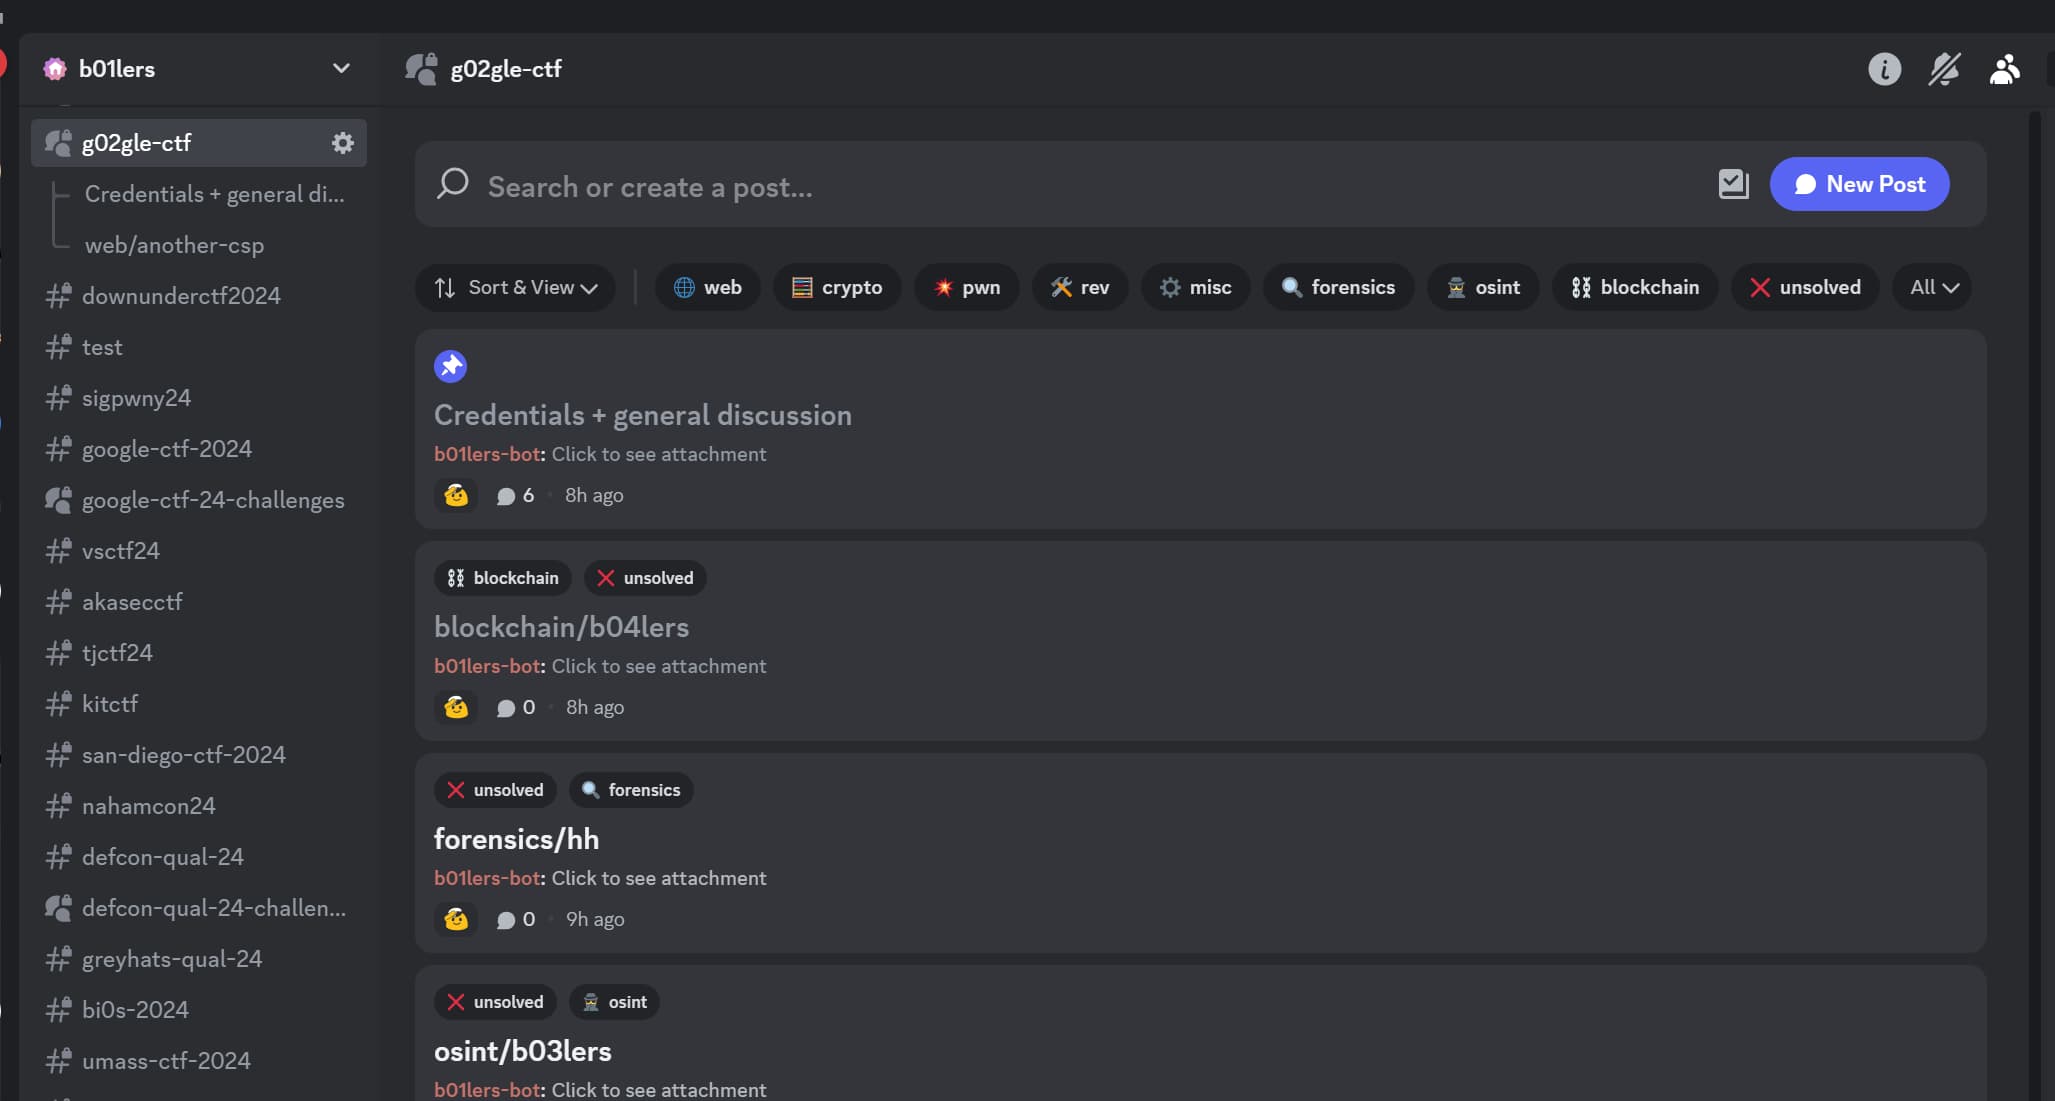 b01lers
g02gle-ctf
Credentials + general di...
web/another-csp
downunderctf2024
test
sigpwny24
google-ctf-2024
google-ctf-24-challenges
vsctf24
akasecctf
tjctf24
kitctf
san-diego-ctf-2024
nahamcon24
defcon-qual-24
defcon-qual-24-challen...
greyhats-qual-24
bi0s-2024
umass-ctf-2024
g02gle-ctf
Search or create a post...
New Post
Sort & View web crypto pwn rev misc forensics osint blockchain unsolved All
Credentials + general discussion
b01lers-bot: Click to see attachment
6 8h ago
blockchain unsolved
blockchain/b04lers
b01lers-bot: Click to see attachment
0 8h ago
unsolved forensics
forensics/hh
b01lers-bot: Click to see attachment
0 9h ago
unsolved osint
osint/b03lers
b01lers-bot: Click to see attachment